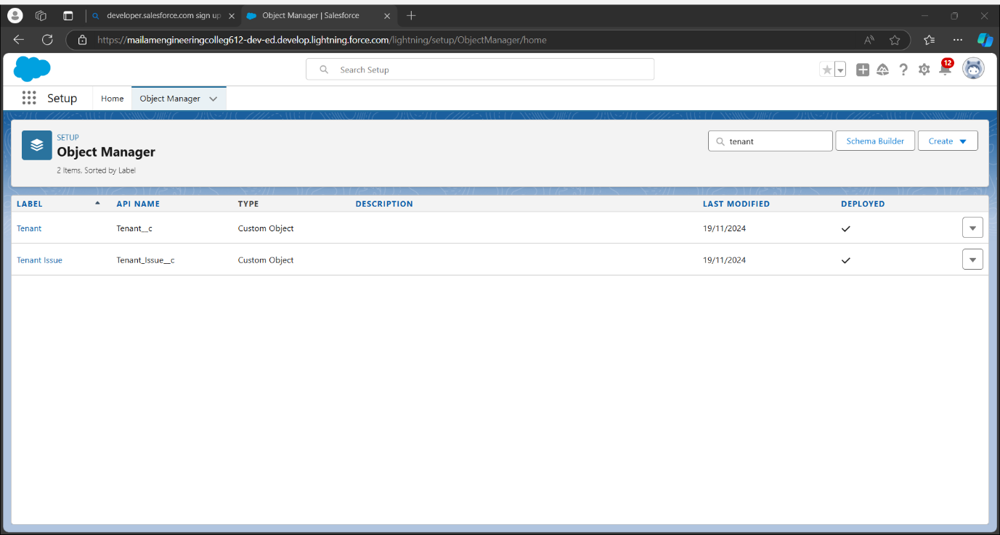 developer.salesforce.com sign up
Object Manager | Salesforce
https://mailamengineeringcolleg612-dev-ed.develop.lightning.force.com/lightning/setup/ObjectManager/home
Search Setup
12
Setup
Home
Object Manager
SETUP
Object Manager
2 Items, Sorted by Label
tenant
Schema Builder
Create
LABEL API NAME TYPE DESCRIPTION LAST MODIFIED DEPLOYED
Tenant Tenant__c Custom Object 19/11/2024
Tenant Issue Tenant_Issue__c Custom Object 19/11/2024